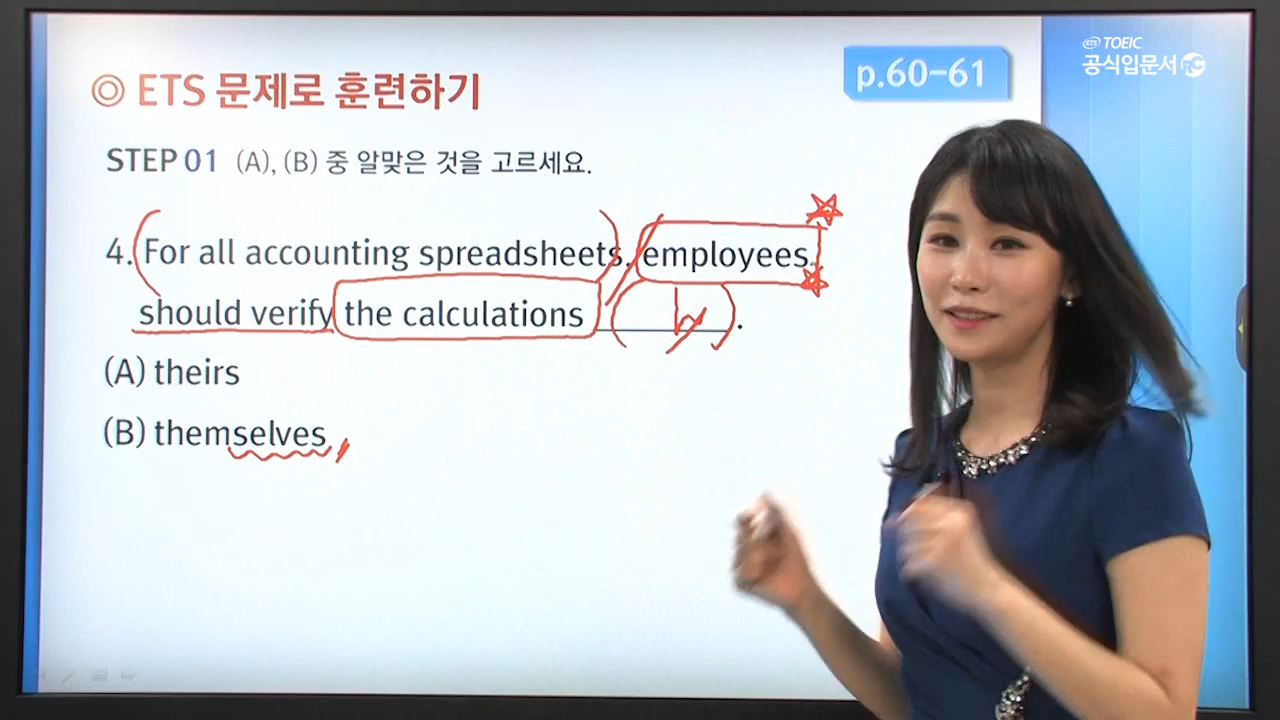 ETS TOEIC
공식입문서 RC
p.60-61
◎ ETS 문제로 훈련하기
STEP 01 (A), (B) 중 알맞은 것을 고르세요.
4. For all accounting spreadsheets, employees
should verify the calculations b ________.
(A) theirs
(B) themselves